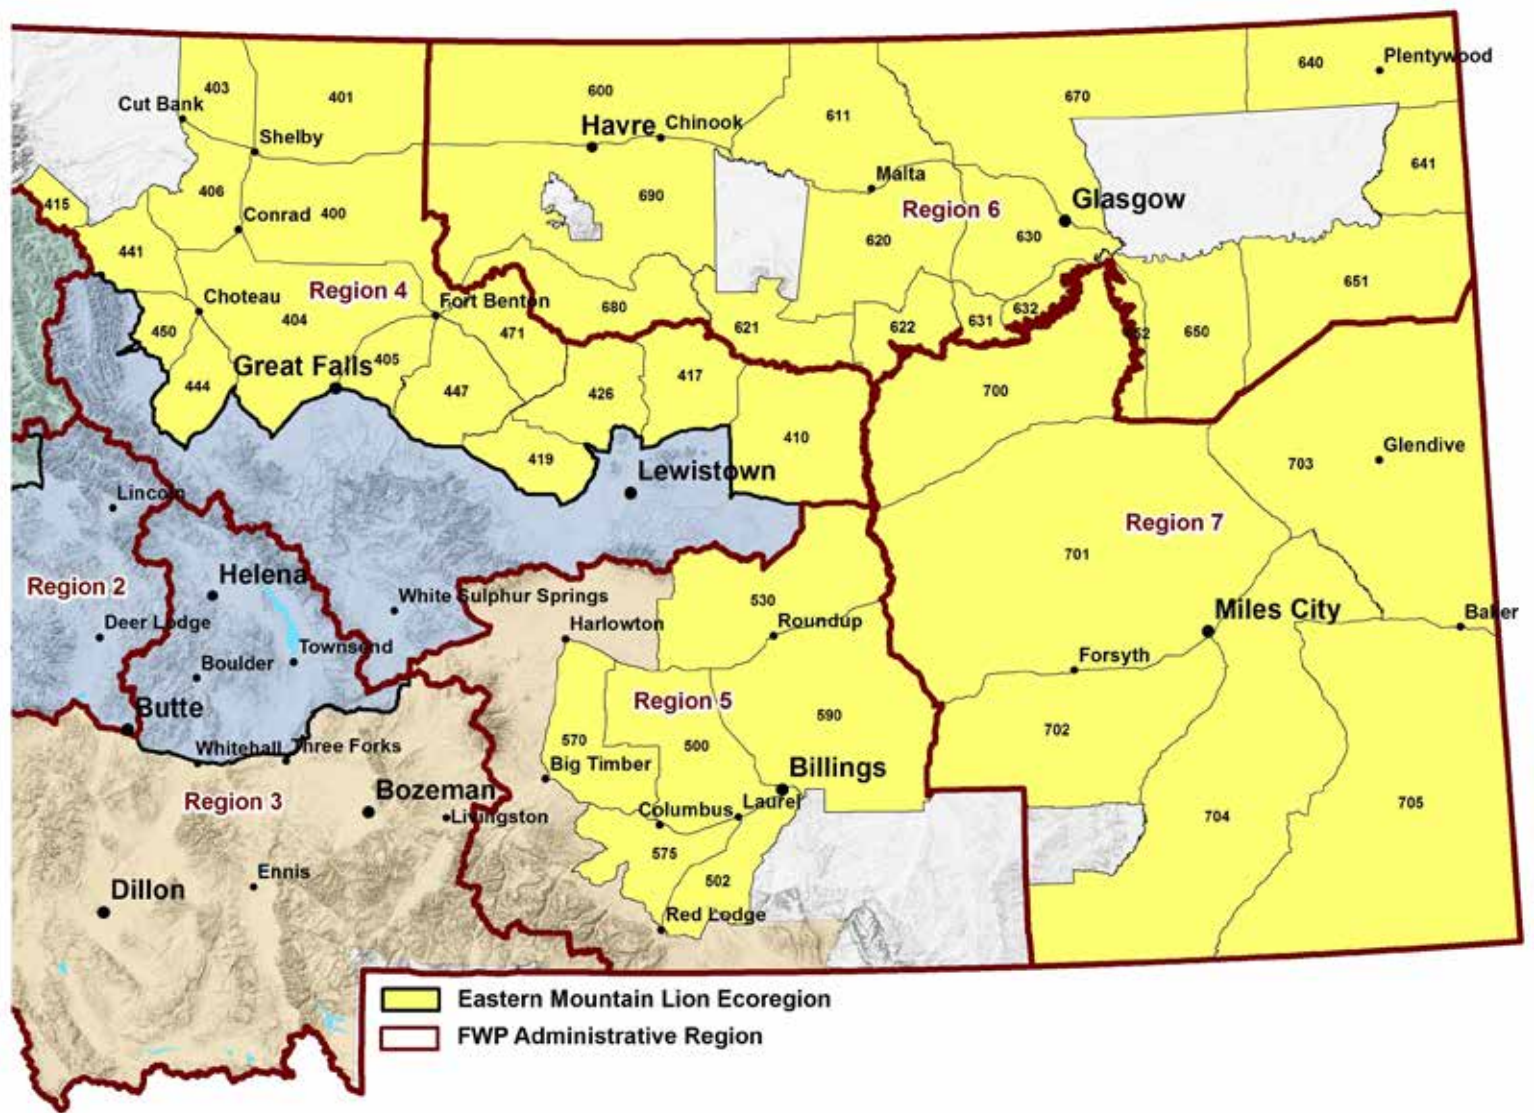 Plentywood
640
403
401
600
670
Cut Bank
611
Havre
Chinook
Shelby
641
Malta
406
690
415
Conrad
400
Region 6
Glasgow
620
630
441
Region 4
Choteau
Fort Benton
651
404
680
632
450
471
621
622
631
650
Great Falls
405
444
447
426
417
700
410
419
Glendive
703
Lewistown
Lincoln
Region 7
701
Region 2
Helena
White Sulphur Springs
530
Miles City
Baker
Deer Lodge
Harlowton
Roundup
Boulder
Townsend
Forsyth
Butte
Region 5
590
702
570
500
Whitehall
Three Forks
Big Timber
Billings
Region 3
Bozeman
Columbus
Laurel
705
Livingston
704
575
Ennis
502
Dillon
Red Lodge
Eastern Mountain Lion Ecoregion
FWP Administrative Region